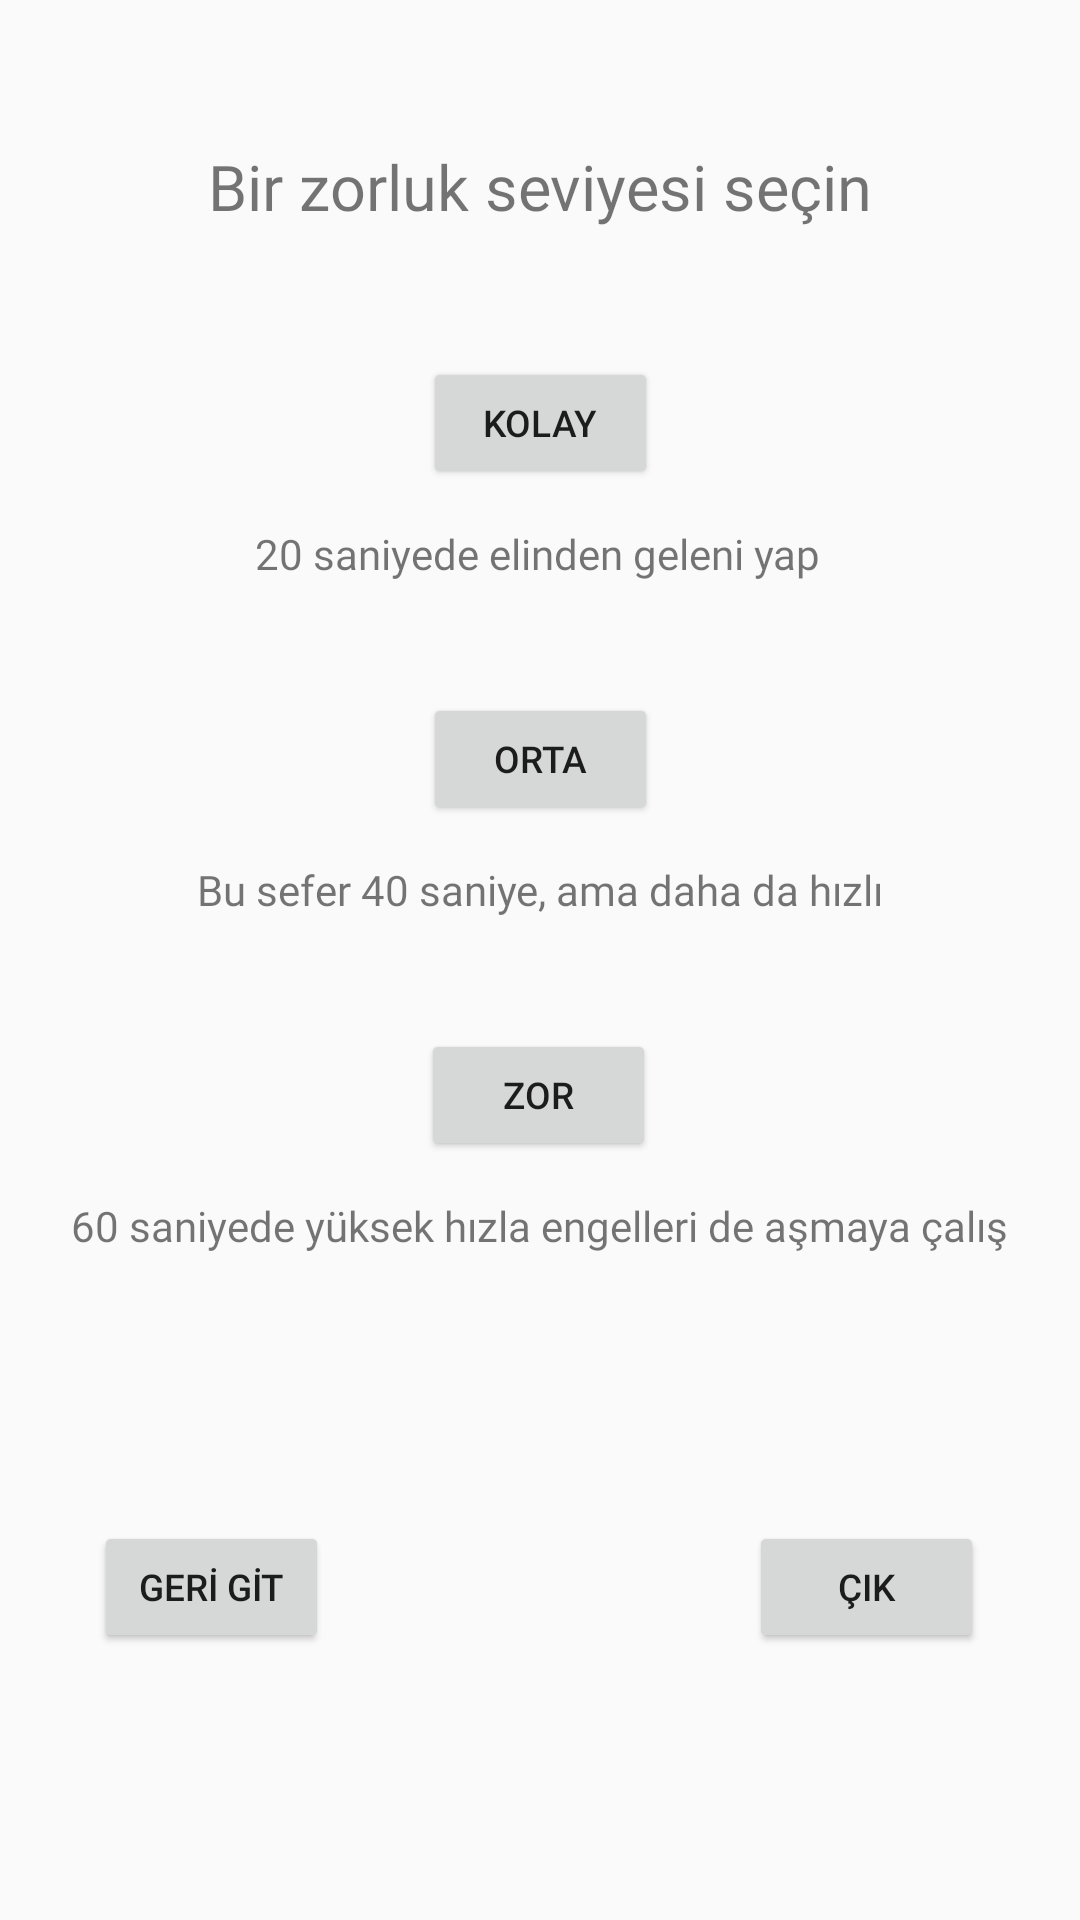 Bir zorluk seviyesi seçin
KOLAY
20 saniyede elinden geleni yap
ORTA
Bu sefer 40 saniye, ama daha da hızlı
ZOR
60 saniyede yüksek hızla engelleri de aşmaya çalış
GERİ GİT
ÇIK